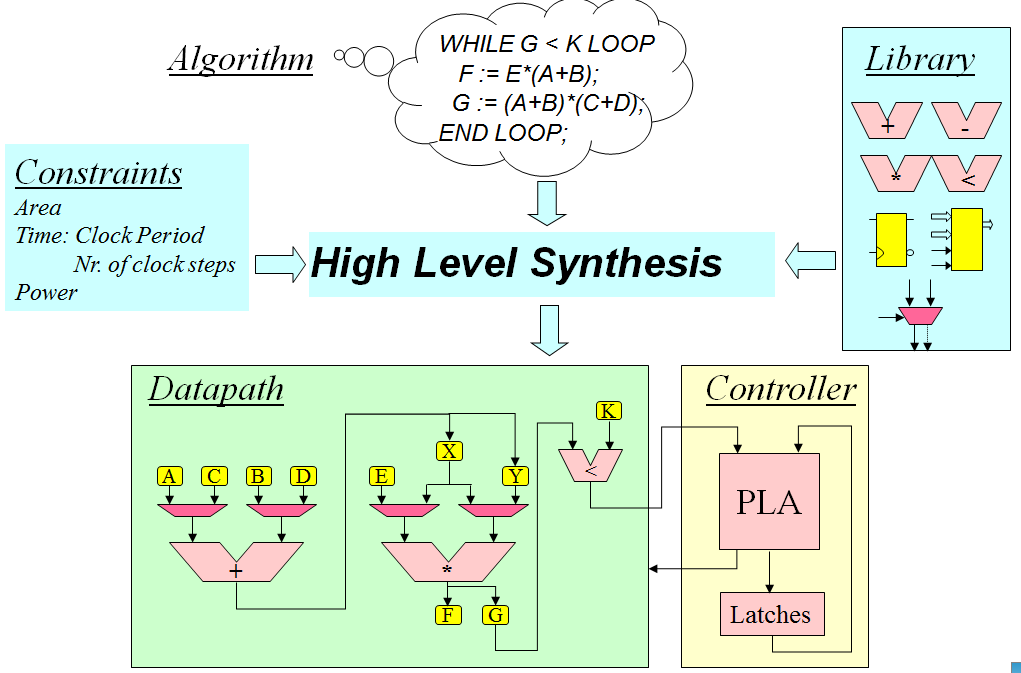 Algorithm
WHILE G < K LOOP
F := E*(A+B);
G := (A+B)*(C+D);
END LOOP;
Library
+
-
*
<
Constraints
Area
Time: Clock Period
Nr. of clock steps
Power
High Level Synthesis
Datapath
K
X
<
A
C
B
D
E
Y
+
*
F
G
Controller
PLA
Latches